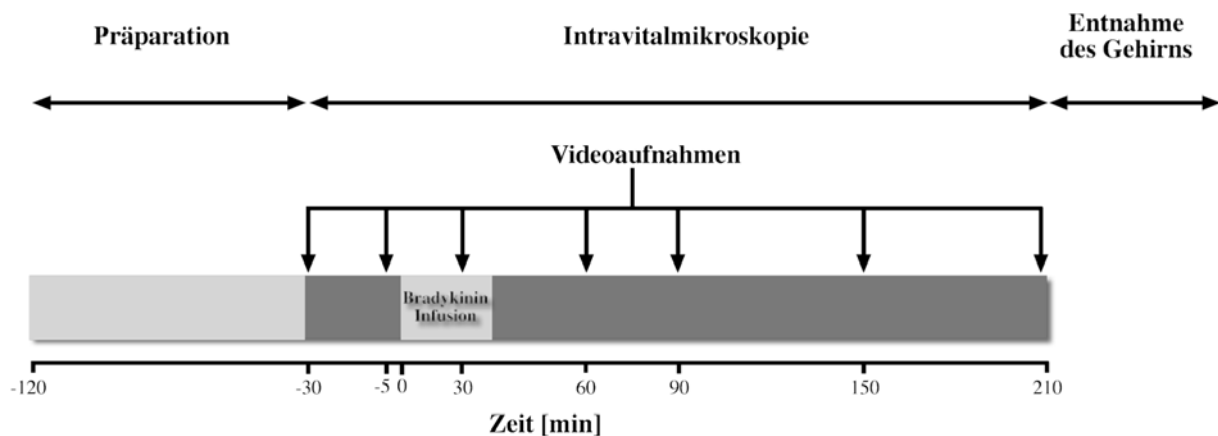 Präparation
Intravitalmikroskopie
Entnahme
des Gehirns
Videoaufnahmen
Bradykinin
Infusion
-120
-30
-5
0
30
60
90
150
210
Zeit [min]